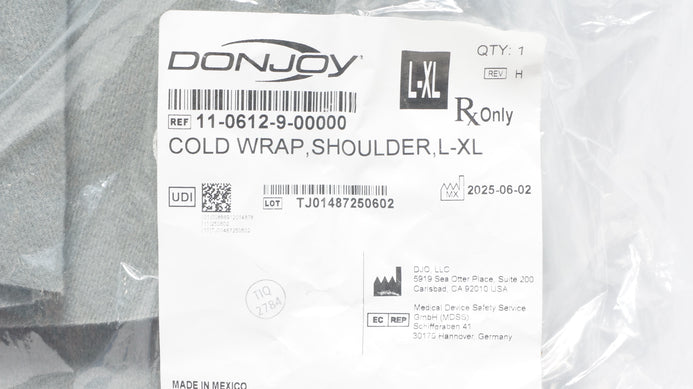 DONJOY
L-XL
QTY: 1
REV H
Rx Only
REF 11-0612-9-00000
COLD WRAP,SHOULDER,L-XL
UDI
LOT TJ01487250602
MX 2025-06-02
DJO, LLC
5919 Sea Otter Place, Suite 200
Carlsbad, CA 92010 USA
TIQ
2784
EC REP
Medical Device Safety Service
GmbH (MDSS)
Schiffgraben 41
30175 Hannover, Germany
MADE IN MEXICO